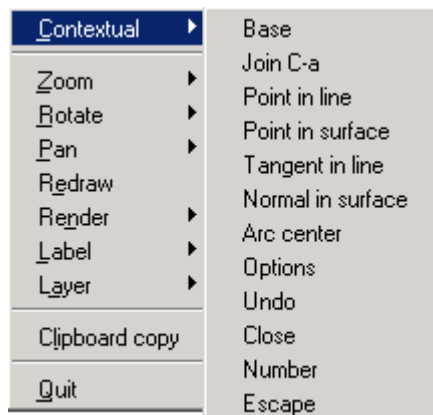 Contextual
Zoom
Rotate
Pan
Redraw
Render
Label
Layer
Clipboard copy
Quit
Base
Join C-a
Point in line
Point in surface
Tangent in line
Normal in surface
Arc center
Options
Undo
Close
Number
Escape